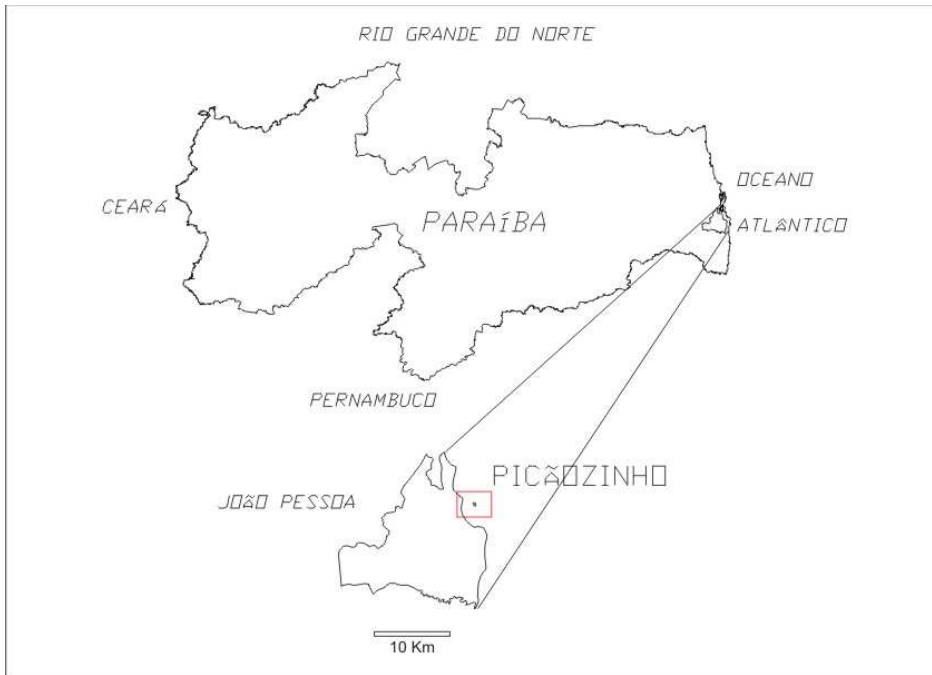 RIO GRANDE DO NORTE
OCEANO
CEARÁ
PARAÍBA
ATLÂNTICO
PERNAMBUCO
PICÃOZINHO
JOÃO PESSOA
10 Km